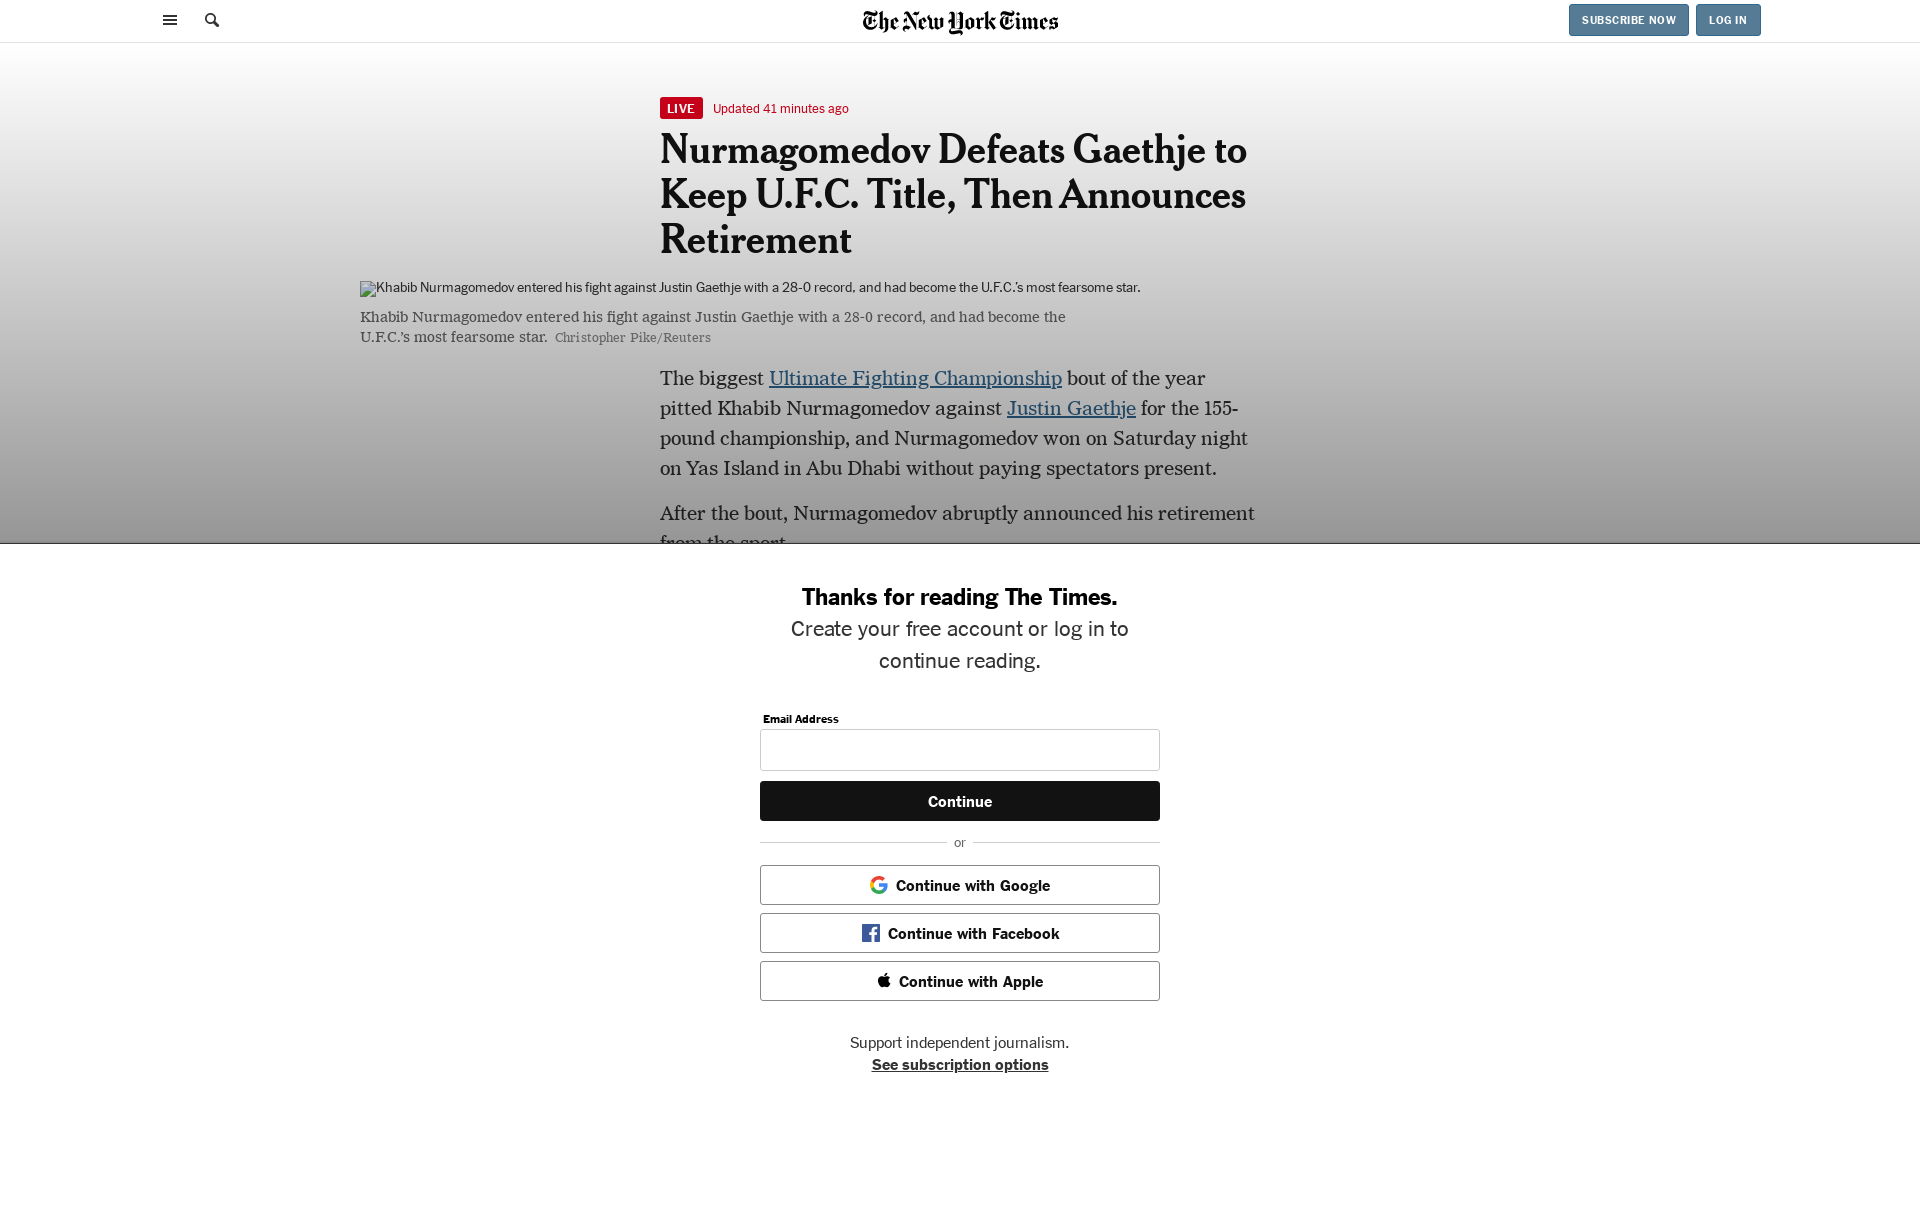 The New York Times
SUBSCRIBE NOW
LOG IN
LIVE
Updated 41 minutes ago
Nurmagomedov Defeats Gaethje to
Keep U.F.C. Title, Then Announces
Retirement
Khabib Nurmagomedov entered his fight against Justin Gaethje with a 28-0 record, and had become the U.F.C.’s most fearsome star.
Khabib Nurmagomedov entered his fight against Justin Gaethje with a 28-0 record, and had become the
U.F.C.’s most fearsome star. Christopher Pike/Reuters
The biggest Ultimate Fighting Championship bout of the year
pitted Khabib Nurmagomedov against Justin Gaethje for the 155-
pound championship, and Nurmagomedov won on Saturday night
on Yas Island in Abu Dhabi without paying spectators present.
After the bout, Nurmagomedov abruptly announced his retirement
from the sport
Thanks for reading The Times.
Create your free account or log in to
continue reading.
Email Address
Continue
or
Continue with Google
Continue with Facebook
Continue with Apple
Support independent journalism.
See subscription options